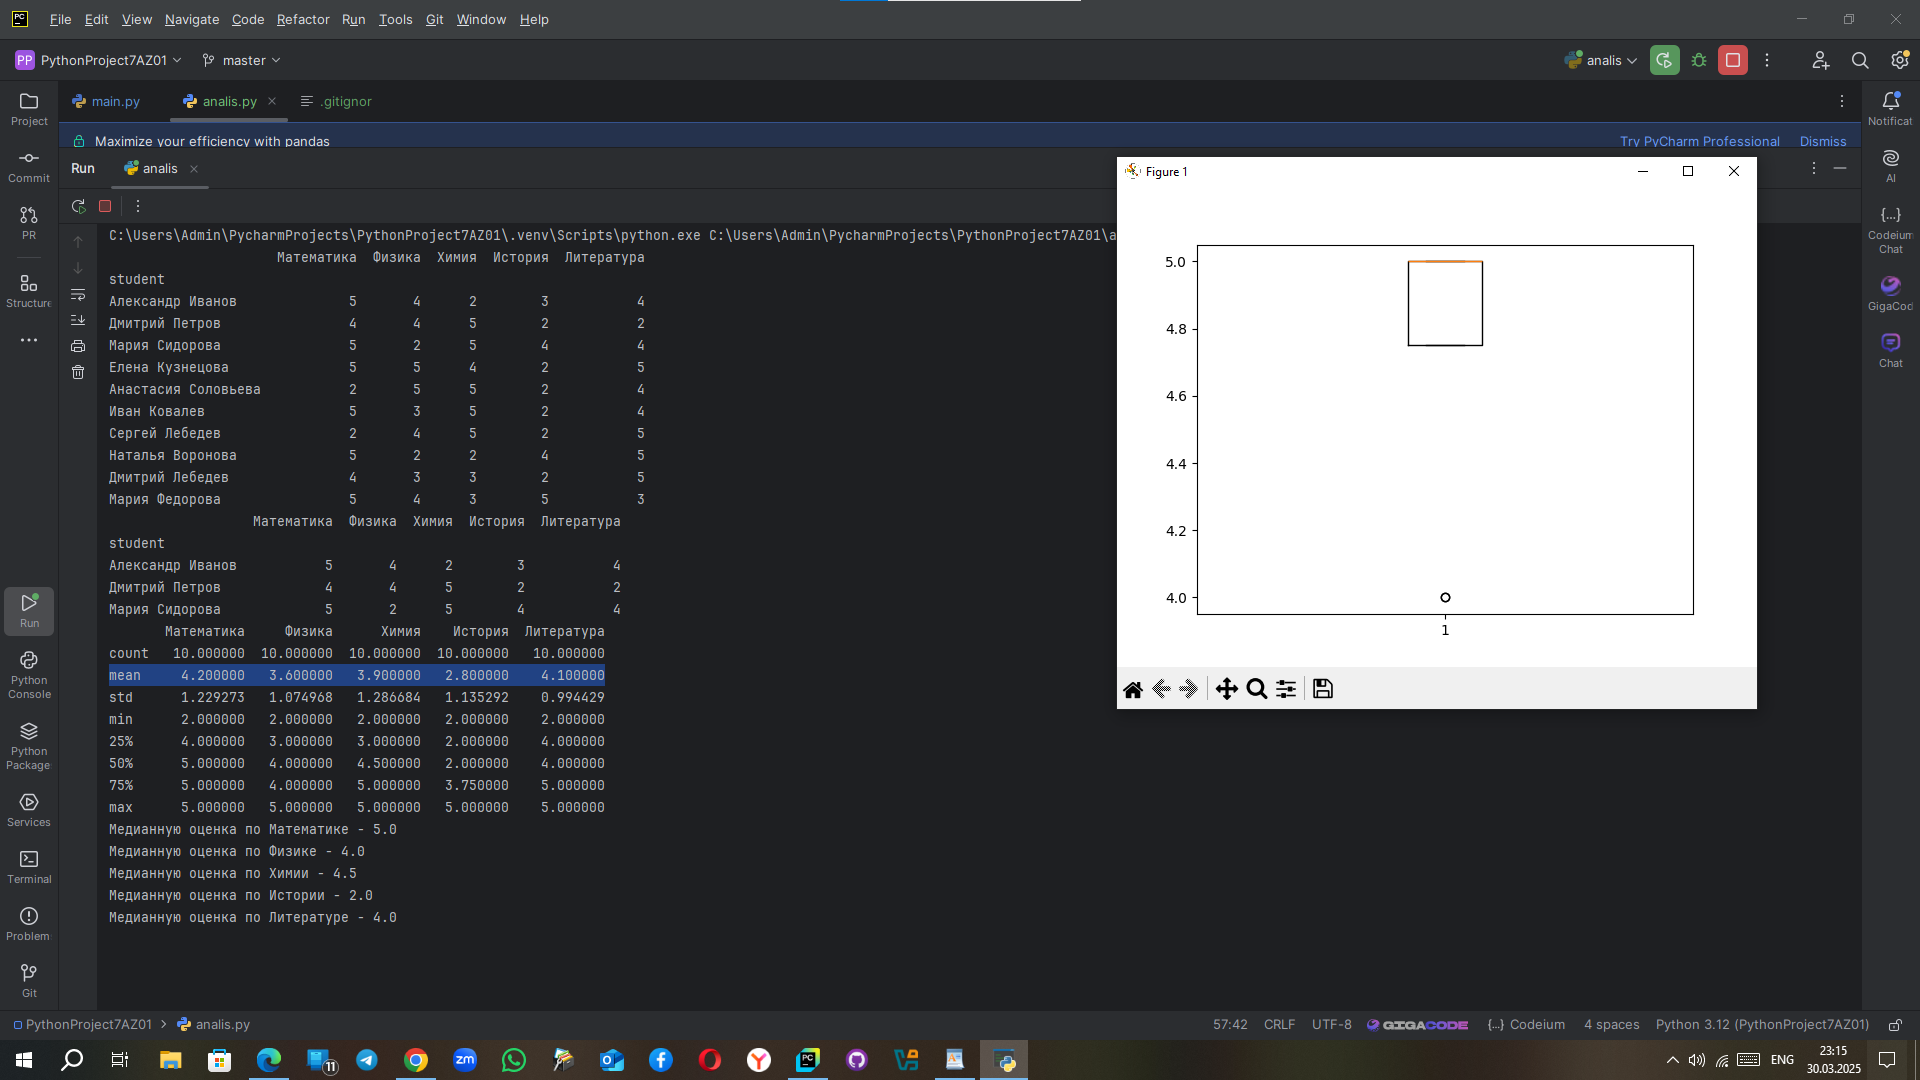 File Edit View Navigate Code Refactor Run Tools Git Window Help
PP PythonProject7AZ01 master analis
main.py analis.py .gitignor
Project
Maximize your efficiency with pandas Try PyCharm Professional Dismiss
Notificat
Run analis
Commit
AI
PR
Structure
Codeium
Chat
GigaCod
Chat
C:\Users\Admin\PycharmProjects\PythonProject7AZ01\.venv\Scripts\python.exe C:\Users\Admin\PycharmProjects\PythonProject7AZ01\a
Математика Физика Химия История Литература
student
Александр Иванов 5 4 2 3 4
Дмитрий Петров 4 4 5 2 2
Мария Сидорова 5 2 5 4 4
Елена Кузнецова 5 5 4 2 5
Анастасия Соловьева 2 5 5 2 4
Иван Ковалев 5 3 5 2 4
Сергей Лебедев 2 4 5 2 5
Наталья Воронова 5 2 2 4 5
Дмитрий Лебедев 4 3 3 2 5
Мария Федорова 5 4 3 5 3
Математика Физика Химия История Литература
student
Александр Иванов 5 4 2 3 4
Дмитрий Петров 4 4 5 2 2
Мария Сидорова 5 2 5 4 4
Математика Физика Химия История Литература
count 10.000000 10.000000 10.000000 10.000000 10.000000
mean 4.200000 3.600000 3.900000 2.800000 4.100000
std 1.229273 1.074968 1.286684 1.135292 0.994429
min 2.000000 2.000000 2.000000 2.000000 2.000000
25% 4.000000 3.000000 3.000000 2.000000 4.000000
50% 5.000000 4.000000 4.500000 2.000000 4.000000
75% 5.000000 4.000000 5.000000 3.750000 5.000000
max 5.000000 5.000000 5.000000 5.000000 5.000000
Медианную оценка по Математике - 5.0
Медианную оценка по Физике - 4.0
Медианную оценка по Химии - 4.5
Медианную оценка по Истории - 2.0
Медианную оценка по Литературе - 4.0
Figure 1
5.0
4.8
4.6
4.4
4.2
4.0
1
Run
Python
Console
Python
Package
Services
Terminal
Problem
Git
PythonProject7AZ01 > analis.py 57:42 CRLF UTF-8 GIGACODE {...} Codeium 4 spaces Python 3.12 (PythonProject7AZ01)
11 zm PC ENG 23:15
30.03.2025